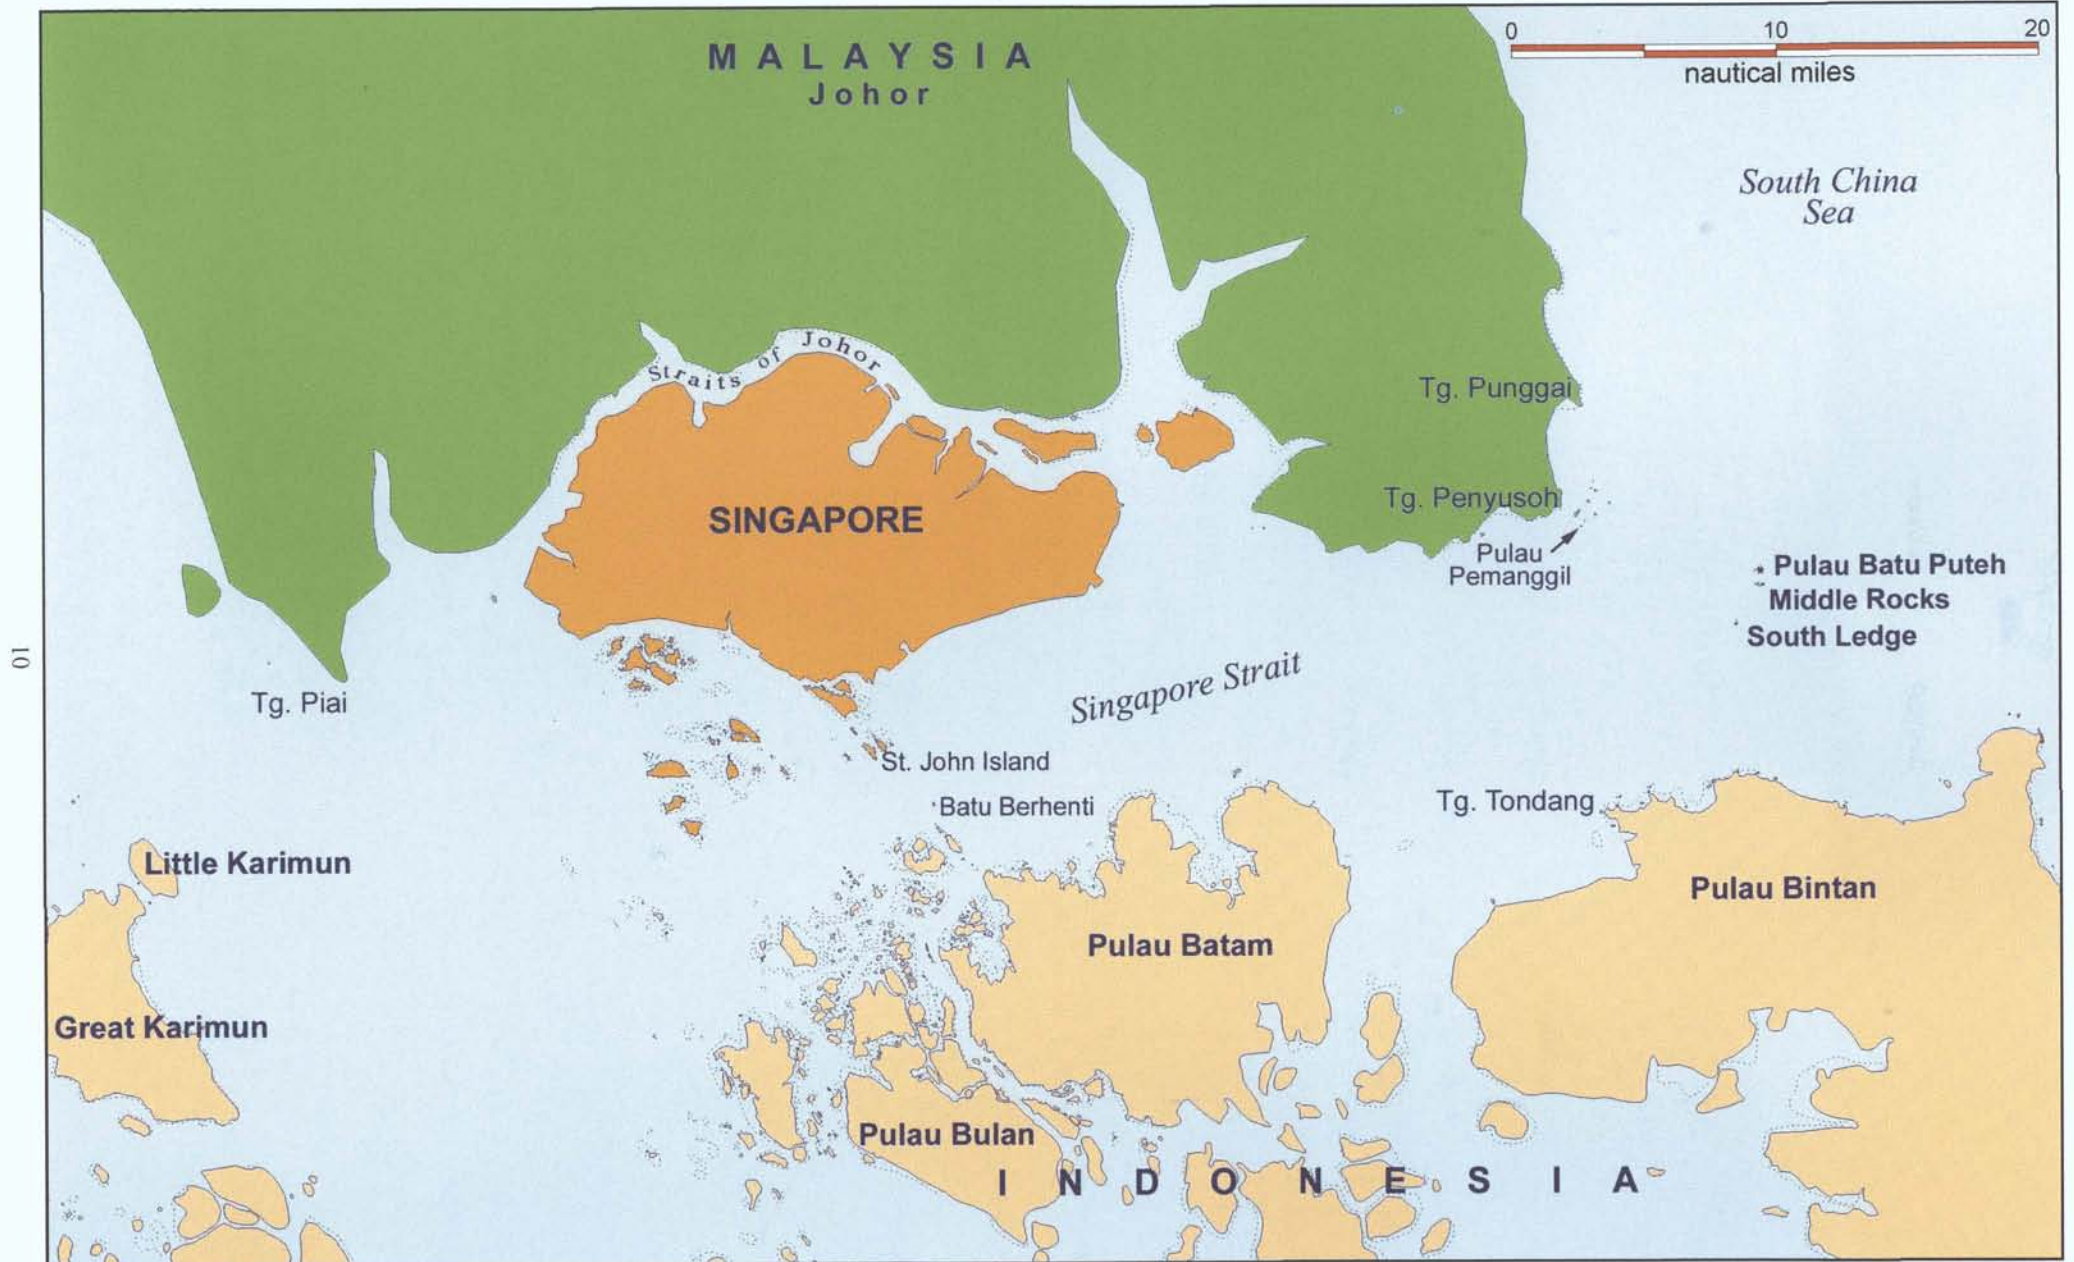 0 10 20
nautical miles
MALAYSIA
Johor
South China
Sea
Straits of Johor
Tg. Punggai
SINGAPORE
Tg. Penyusoh
Pulau
Pemanggil
Pulau Batu Puteh
Middle Rocks
South Ledge
10
Tg. Piai
Singapore Strait
St. John Island
Batu Berhenti
Tg. Tondang
Little Karimun
Pulau Bintan
Pulau Batam
Great Karimun
Pulau Bulan
INDONESIA